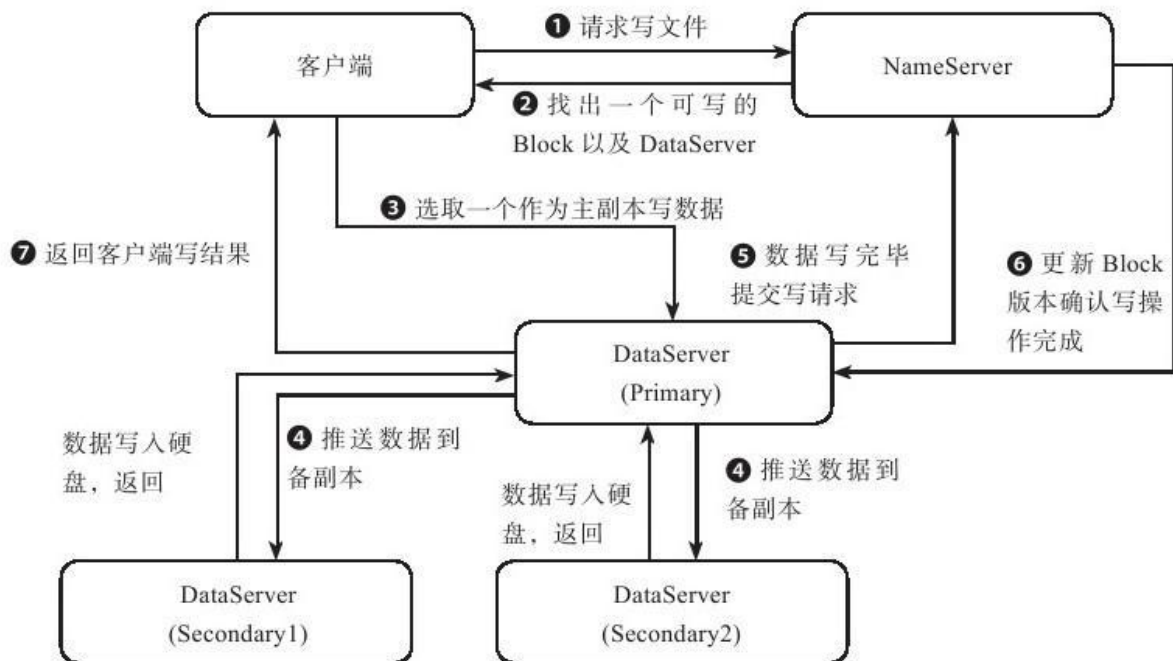 ❶ 请求写文件
客户端
NameServer
❷ 找出一个可写的
Block 以及 DataServer
❸ 选取一个作为主副本写数据
❼ 返回客户端写结果
❺ 数据写完毕
提交写请求
❻ 更新 Block
版本确认写操
作完成
DataServer
(Primary)
数据写入硬
盘，返回
❹ 推送数据到
备副本
数据写入硬
盘，返回
❹ 推送数据到
备副本
DataServer
(Secondary1)
DataServer
(Secondary2)